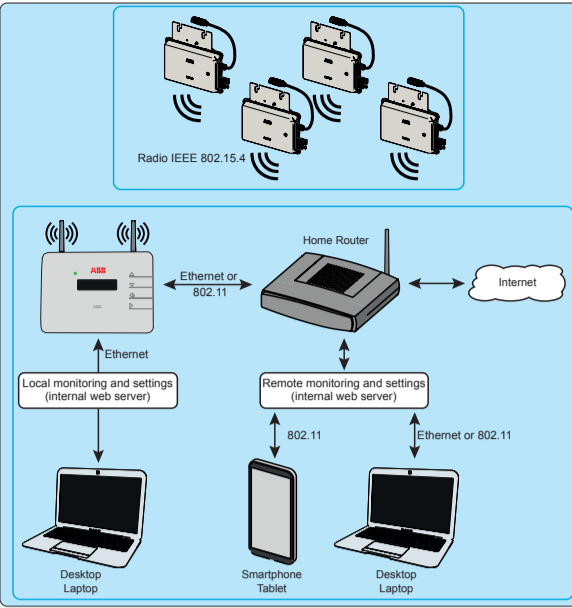 Radio IEEE 802.15.4
Home Router
ABB
Ethernet or
802.11
Internet
Ethernet
Local monitoring and settings
(internal web server)
Remote monitoring and settings
(internal web server)
802.11
Ethernet or 802.11
Desktop
Laptop
Smartphone
Tablet
Desktop
Laptop